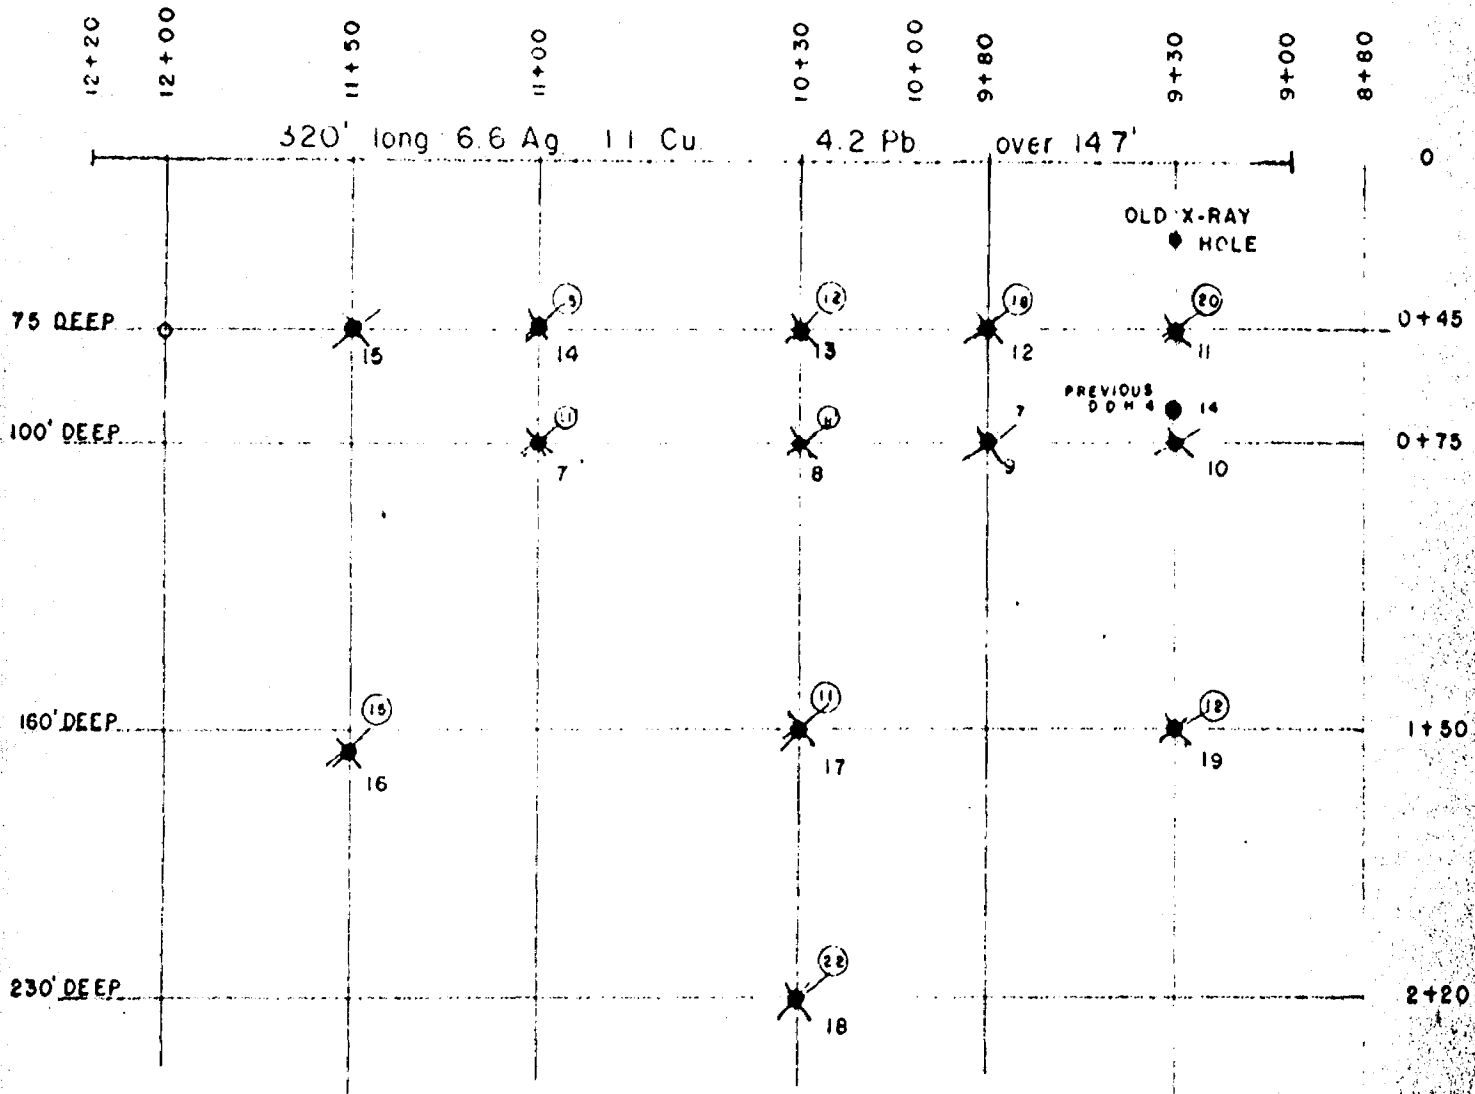 12+20 12+00 11+50 11+00 10+30 10+00 9+80 9+30 9+00 8+80
320' long 6.6 Ag 1 1 Cu 4.2 Pb over 14 7' 0
OLD X-RAY
HOLE
12 18 20
75 DEEP 0+45
15 14 13 12 11
PREVIOUS
DDH 4 14
11 7
100' DEEP 0+75
7 8 9 10
15 11 12
160' DEEP 1+50
16 17 19
22
230' DEEP 2+20
18